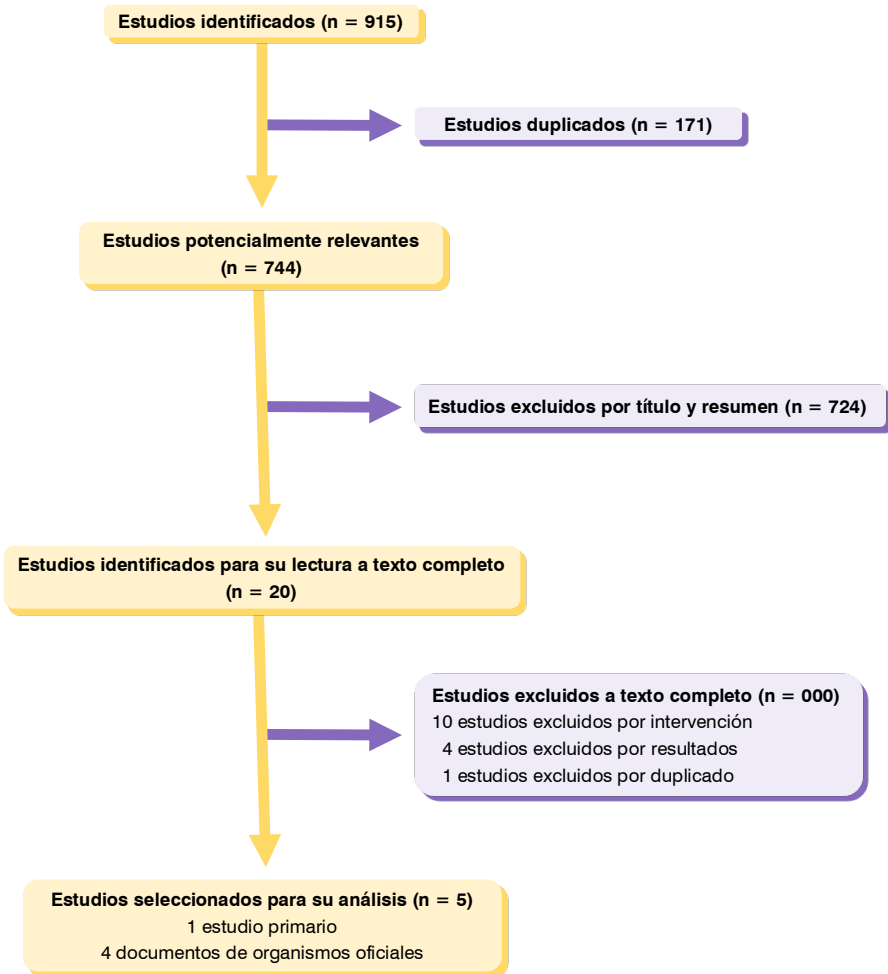 Estudios identificados (n = 915)
Estudios duplicados (n = 171)
Estudios potencialmente relevantes
(n = 744)
Estudios excluidos por título y resumen (n = 724)
Estudios identificados para su lectura a texto completo
(n = 20)
Estudios excluidos a texto completo (n = 000)
10 estudios excluidos por intervención
4 estudios excluidos por resultados
1 estudios excluidos por duplicado
Estudios seleccionados para su análisis (n = 5)
1 estudio primario
4 documentos de organismos oficiales